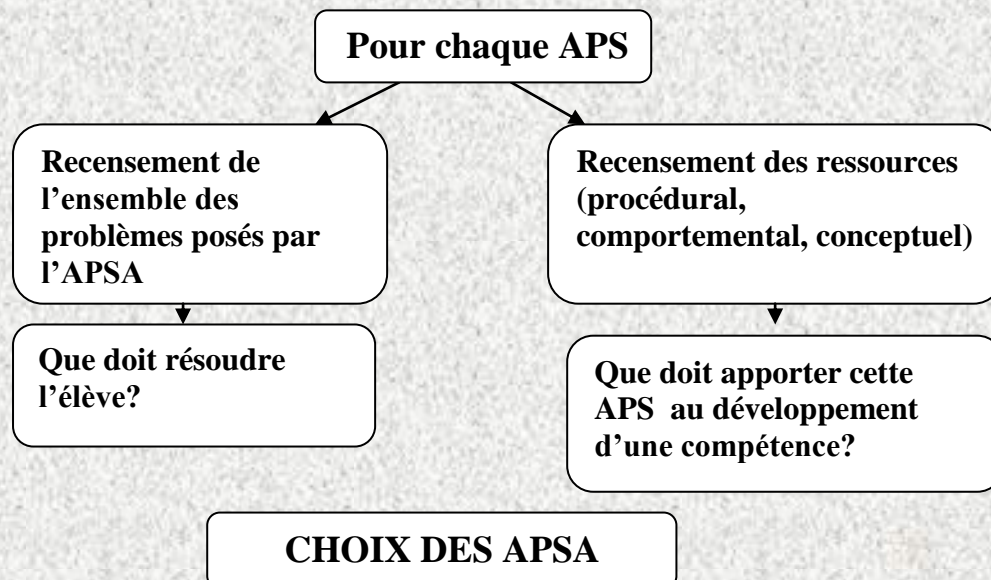 Pour chaque APS
Recensement de
l’ensemble des
problèmes posés par
l’APSA
Recensement des ressources
(procédural,
comportemental, conceptuel)
Que doit résoudre
l’élève?
Que doit apporter cette
APS au développement
d’une compétence?
CHOIX DES APSA